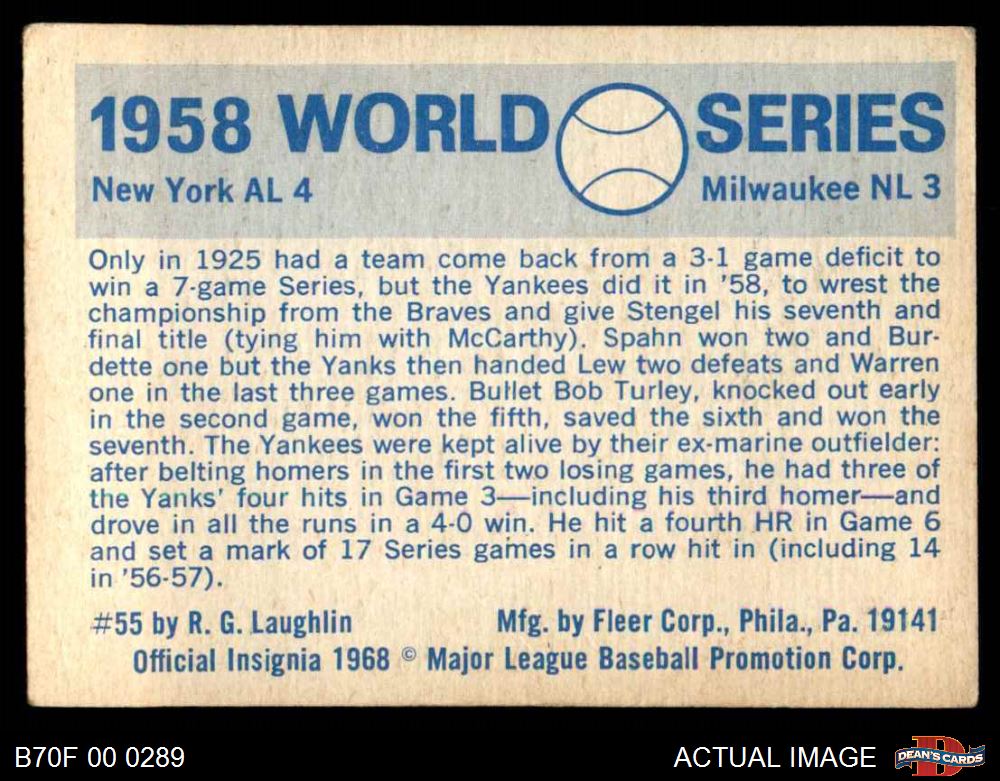 1958 WORLD SERIES
New York AL 4 Milwaukee NL 3
Only in 1925 had a team come back from a 3-1 game deficit to
win a 7-game Series, but the Yankees did it in '58, to wrest the
championship from the Braves and give Stengel his seventh and
final title (tying him with McCarthy). Spahn won two and Bur-
dette one but the Yanks then handed Lew two defeats and Warren
one in the last three games. Bullet Bob Turley, knocked out early
in the second game, won the fifth, saved the sixth and won the
seventh. The Yankees were kept alive by their ex-marine outfielder:
after belting homers in the first two losing games, he had three of
the Yanks' four hits in Game 3—including his third homer—and
drove in all the runs in a 4-0 win. He hit a fourth HR in Game 6
and set a mark of 17 Series games in a row hit in (including 14
in '56-57).
#55 by R. G. Laughlin Mfg. by Fleer Corp., Phila., Pa. 19141
Official Insignia 1968 © Major League Baseball Promotion Corp.
B70F 00 0289 ACTUAL IMAGE D DEAN'S CARDS